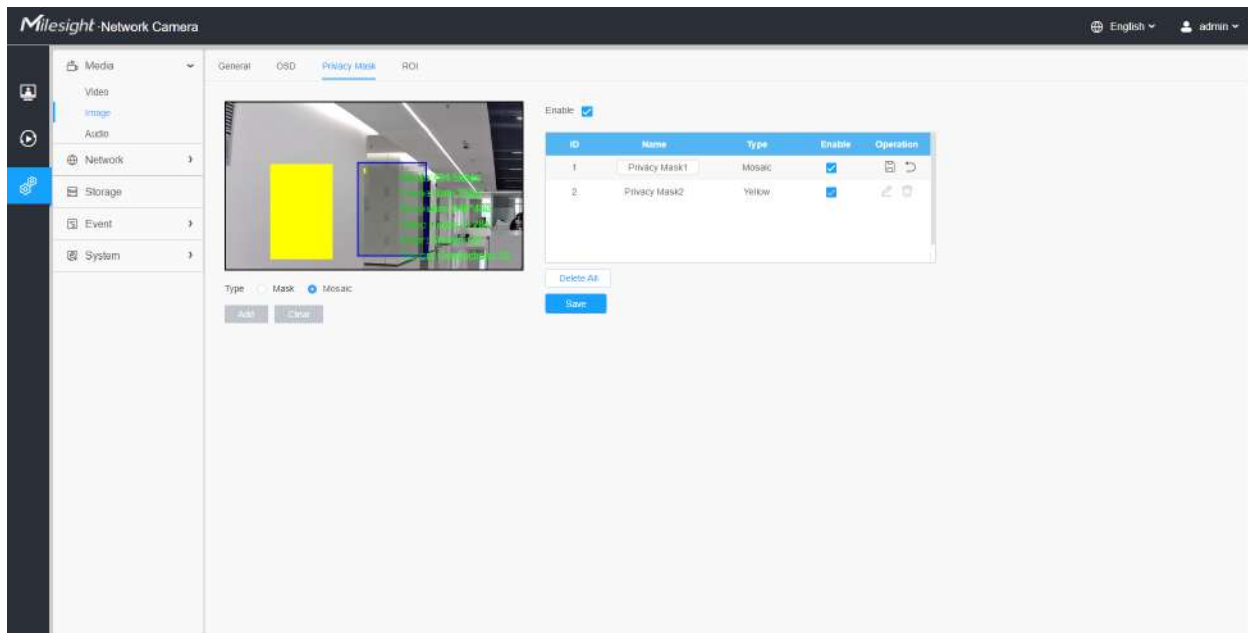 Milesight ·Network Camera
English
admin
Media
Video
Image
Audio
Network
Storage
Event
System
General OSD Privacy Mask ROI
1
Type Mask Mosaic
Add Clear
Enable
ID Name Type Enable Operation
1 Privacy Mask1 Mosaic
2 Privacy Mask2 Yellow
Delete All
Save